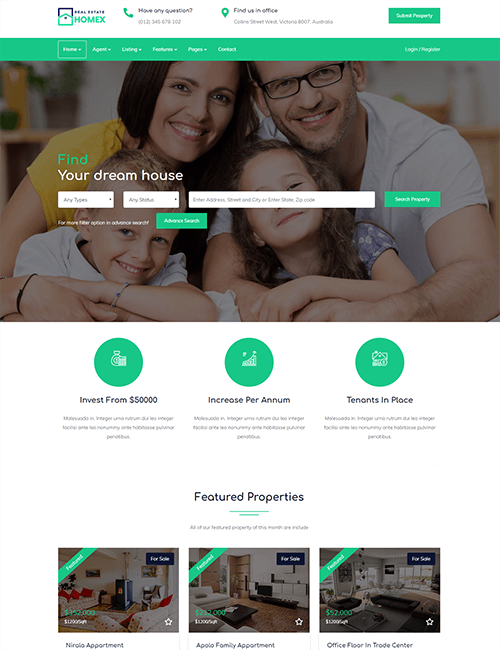 REAL ESTATE
HOMEX
Have any question?
(012) 345 678 102
Find us in office
Collins Street West, Victoria 8007, Australia
Submit Property
Home Agent Listing Features Pages Contact Login / Register
Find
Your dream house
Any Types Any Status Enter Address, Street and City or Enter State, Zip code Search Property
For more filter option in advance search! Advance Search
Invest From $50000 Increase Per Annum Tenants In Place
Malesuada in. Integer urna rutrum dui leo integer Malesuada in. Integer urna rutrum dui leo integer Malesuada in. Integer urna rutrum dui leo integer
facilisi ante leo nonummy ante habitasse pulvinar facilisi ante leo nonummy ante habitasse pulvinar facilisi ante leo nonummy ante habitasse pulvinar
penatibus. penatibus. penatibus.
Featured Properties
All of our featured property of this month are include
Featured For Sale Featured For Sale Featured For Sale
$352,000 $212,000 $52,000
$1200/Sqft $1200/Sqft $1200/Sqft
Nirala Appartment Apola Family Appartment Office Floor In Trade Center